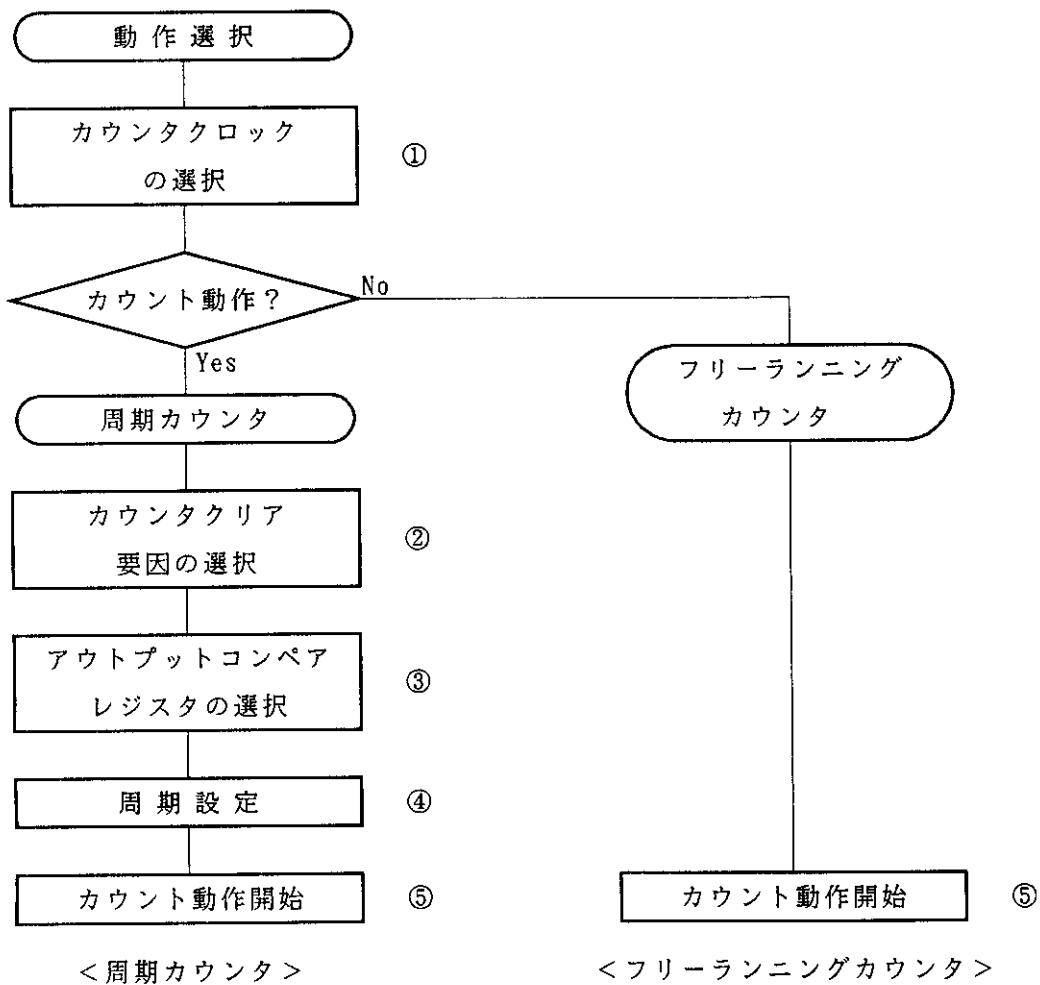 動作選択
カウンタクロック
の選択
①
カウント動作？
No
Yes
周期カウンタ
フリーランニング
カウンタ
カウンタクリア
要因の選択
②
アウトプットコンペア
レジスタの選択
③
周期設定
④
カウント動作開始
⑤
カウント動作開始
⑤
＜周期カウンタ＞
＜フリーランニングカウンタ＞